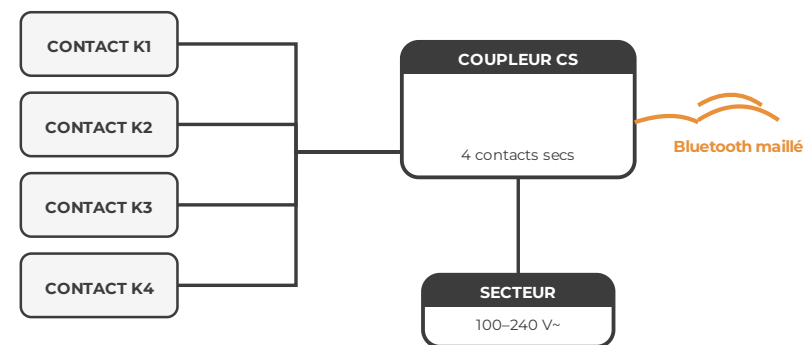 CONTACT K1
CONTACT K2
CONTACT K3
CONTACT K4
COUPLEUR CS
4 contacts secs
Bluetooth maillé
SECTEUR
100–240 V~